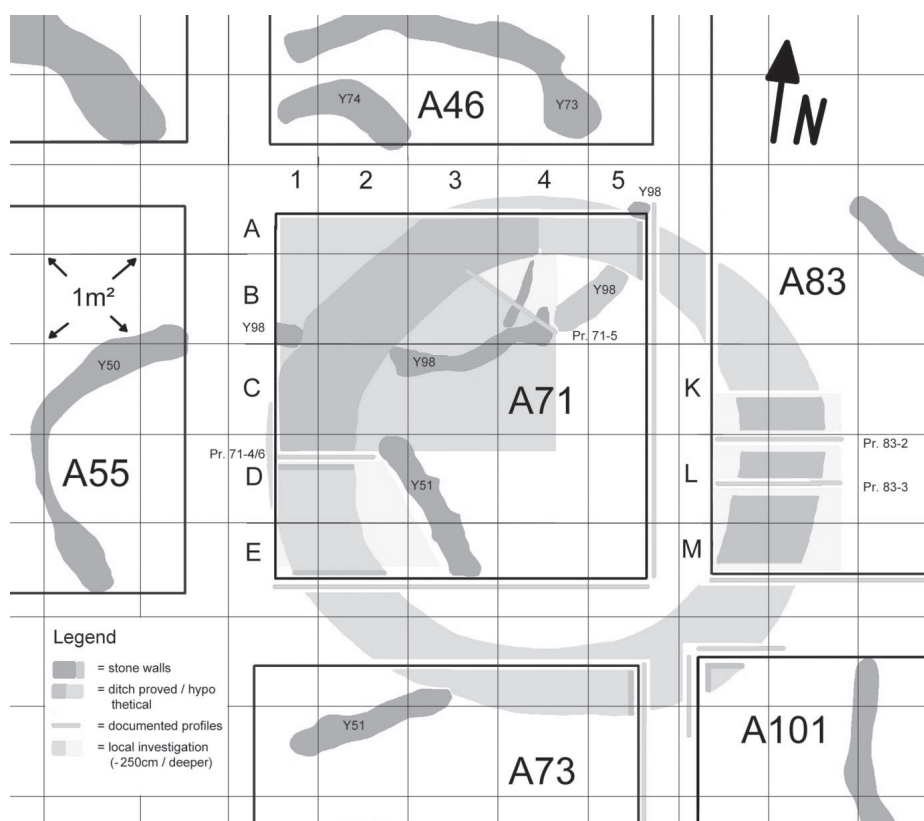 Y74
A46
Y73
N
1 2 3 4 5
Y98
A
A83
B
1m²
Y98
Y98
Pr. 71-5
Y50
Y98
C
A71
K
Pr. 83-2
Pr. 71-4/6
A55
D
Y51
L
Pr. 83-3
E
M
Legend
= stone walls
= ditch proved / hypo
thetical
= documented profiles
= local investigation
(-250cm / deeper)
Y51
A73
A101